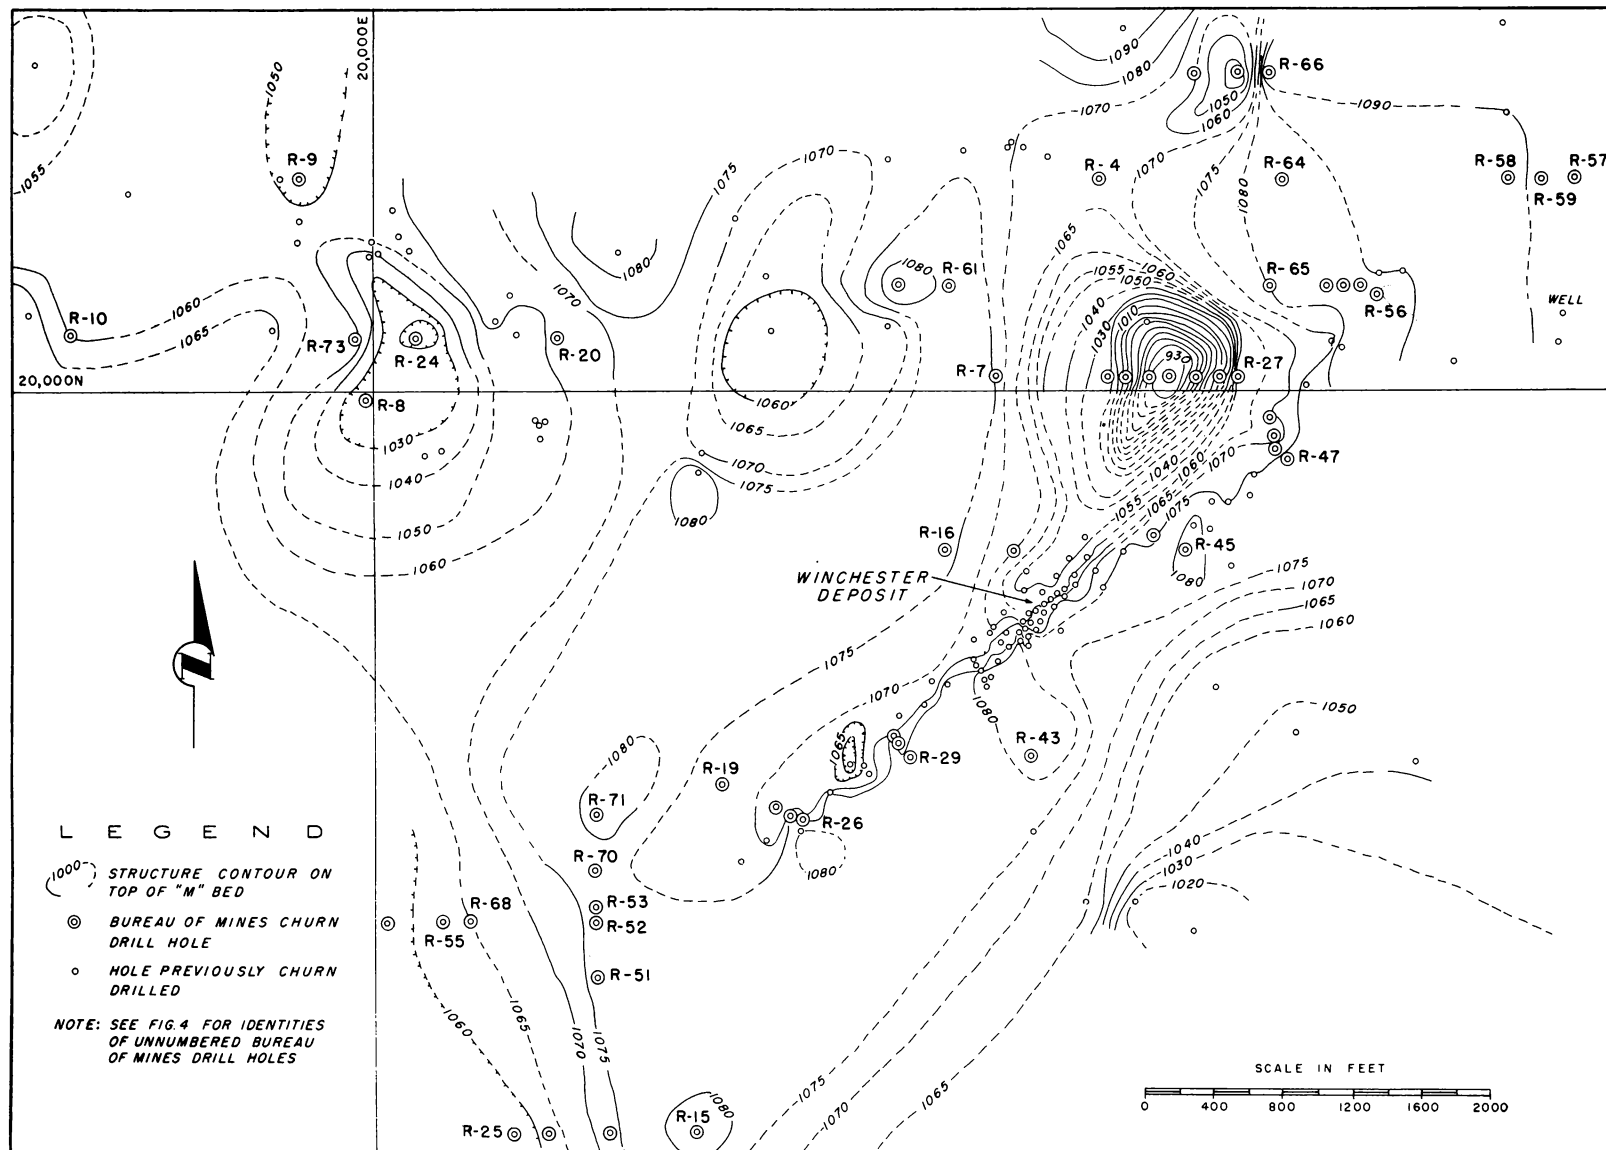 1090
1080
R-66
1050
20,000E
1070
1050
1060
1090
R-9
1055
1070
1075
1070
R-4
1075
R-64
1080
R-58
R-57
R-59
1080
1065
1080
R-61
1060
1055
1050
R-65
1060
1070
1065
1040
1010
R-56
WELL
R-10
1065
1030
R-73
R-24
R-20
930
R-7
R-27
20,000N
R-8
1060
1065
1030
1070
1040
1060
1070
R-47
1040
1075
1055
1065
1075
1080
1050
R-16
R-45
1060
1080
1075
WINCHESTER
DEPOSIT
1070
1065
1060
1075
1070
1080
1050
1080
1065
R-43
R-29
R-19
R-71
LEGEND
R-26
1040
1000
STRUCTURE CONTOUR ON
TOP OF "M" BED
R-70
1080
1030
1020
BUREAU OF MINES CHURN
DRILL HOLE
R-68
R-53
R-52
R-55
HOLE PREVIOUSLY CHURN
DRILLED
R-51
NOTE: SEE FIG. 4 FOR IDENTITIES
OF UNNUMBERED BUREAU
OF MINES DRILL HOLES
1060
1065
1070
1075
1075
1070
1065
SCALE IN FEET
0 400 800 1200 1600 2000
R-25
R-15
1080